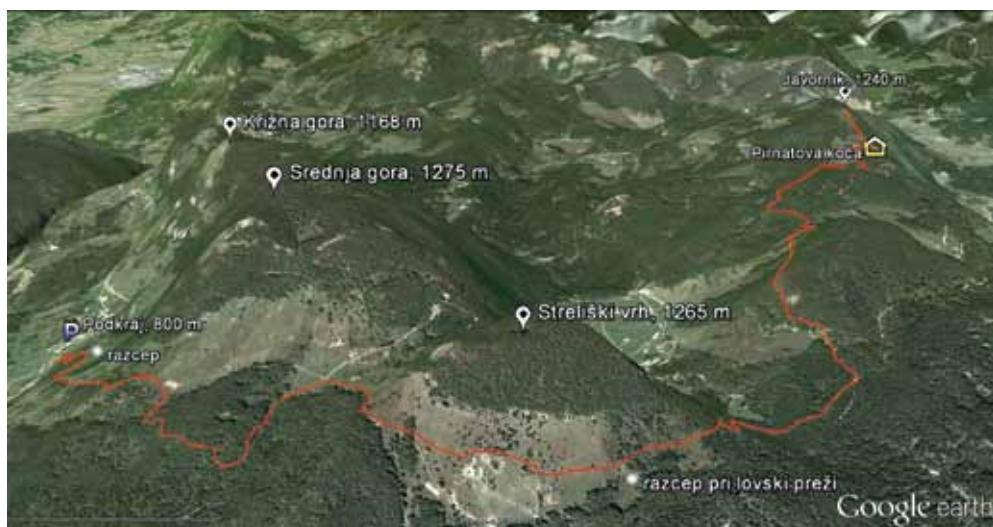 Javornik, 1240 m
Križna gora, 1168 m
Pirnatova koča
Srednja gora, 1275 m
Streliški vrh, 1265 m
P Podkraj, 800 m
razcep
razcep pri lovski preži
Google earth